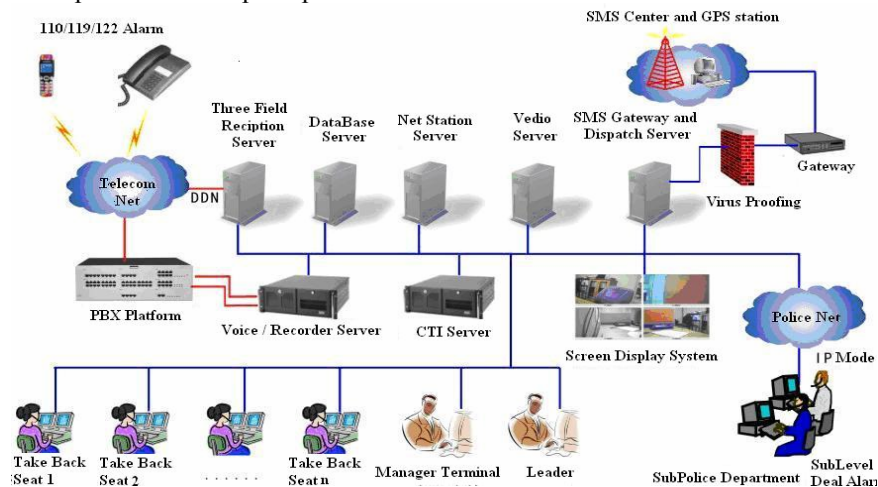 SMS Center and GPS station
110/119/122 Alarm
Three Field
Reciption
Server
DataBase
Server
Net Station
Server
Vedio
Server
SMS Gateway and
Dispatch Server
Gateway
Virus Proofing
Telecom
Net
DDN
PBX Platform
Voice / Recorder Server
CTI Server
Screen Display System
Police Net
IP Mode
Take Back
Seat 1
Take Back
Seat 2
. . . . . .
Take Back
Seat n
Manager Terminal
Leader
SubPolice Department
SubLevel
Deal Alarm